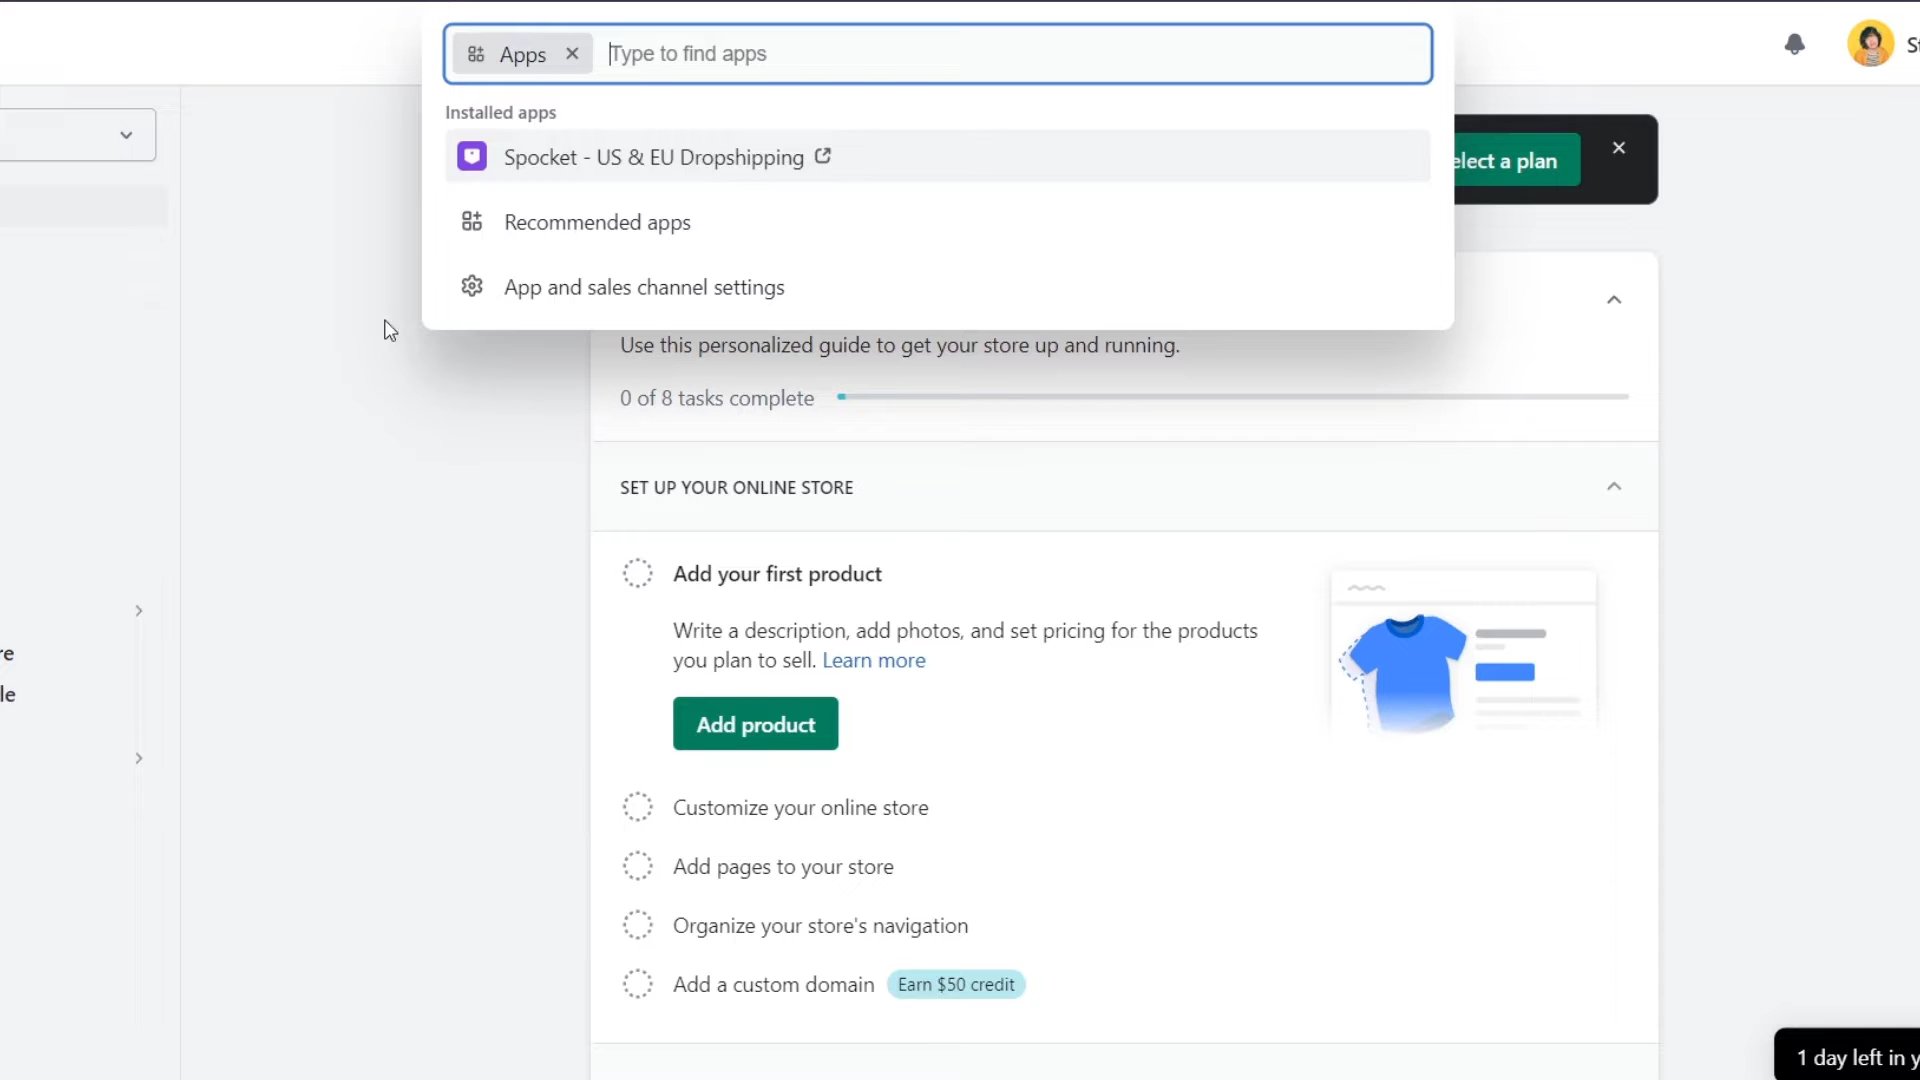 Apps
Type to find apps
Installed apps
Spocket - US & EU Dropshipping
elect a plan
Recommended apps
App and sales channel settings
Use this personalized guide to get your store up and running.
0 of 8 tasks complete
SET UP YOUR ONLINE STORE
Add your first product
Write a description, add photos, and set pricing for the products
you plan to sell. Learn more
re
le
Add product
Customize your online store
Add pages to your store
Organize your store's navigation
Add a custom domain Earn $50 credit
1 day left in y